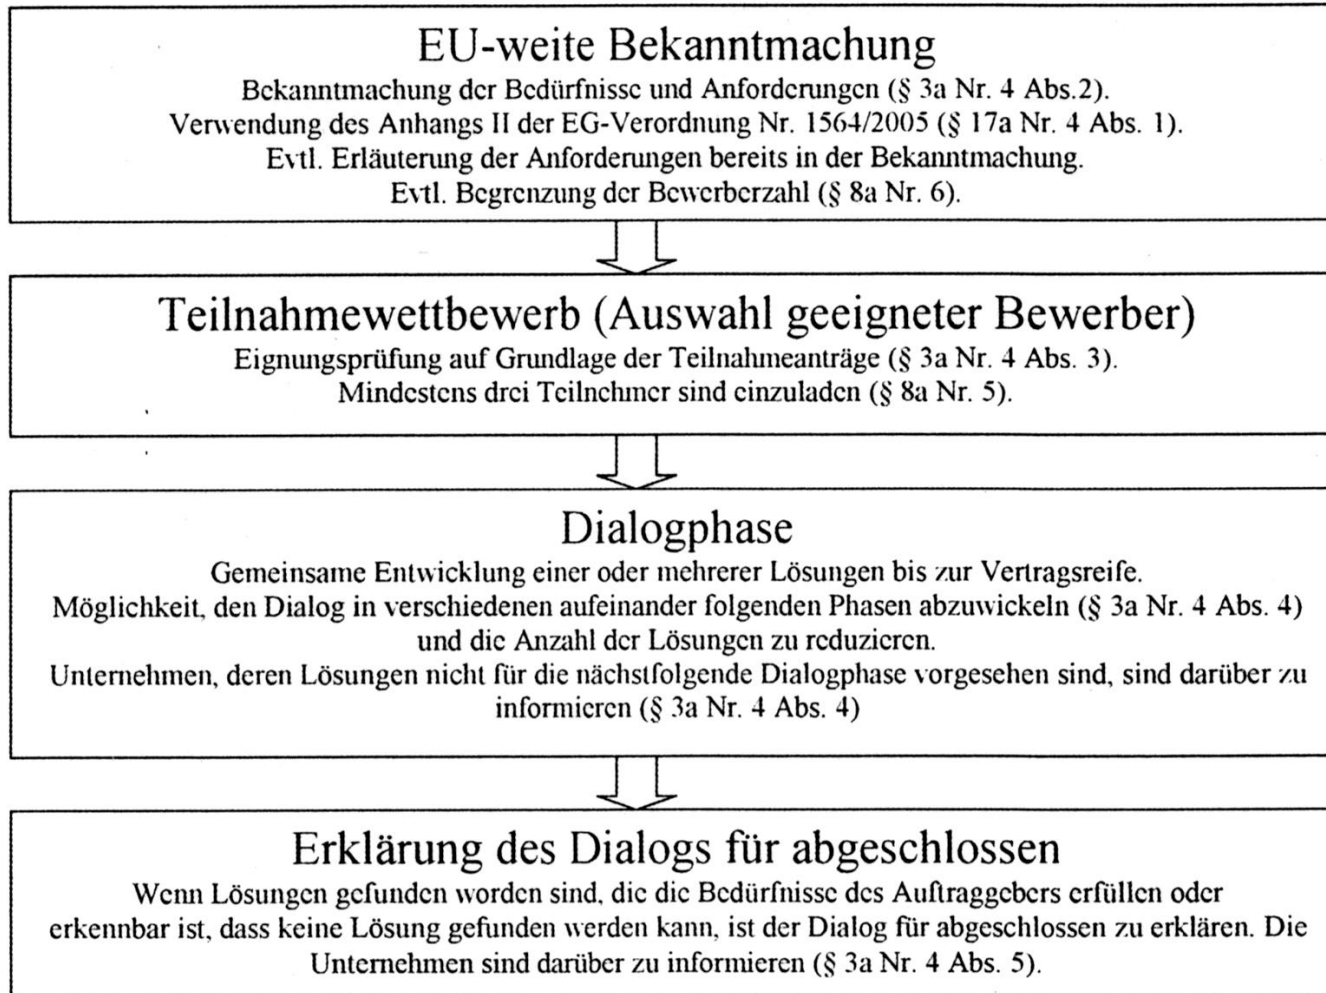 EU-weite Bekanntmachung
Bekanntmachung der Bedürfnisse und Anforderungen (§ 3a Nr. 4 Abs.2).
Verwendung des Anhangs II der EG-Verordnung Nr. 1564/2005 (§ 17a Nr. 4 Abs. 1).
Evtl. Erläuterung der Anforderungen bereits in der Bekanntmachung.
Evtl. Begrenzung der Bewerberzahl (§ 8a Nr. 6).
Teilnahmewettbewerb (Auswahl geeigneter Bewerber)
Eignungsprüfung auf Grundlage der Teilnahmeanträge (§ 3a Nr. 4 Abs. 3).
Mindestens drei Teilnehmer sind einzuladen (§ 8a Nr. 5).
Dialogphase
Gemeinsame Entwicklung einer oder mehrerer Lösungen bis zur Vertragsreife.
Möglichkeit, den Dialog in verschiedenen aufeinander folgenden Phasen abzuwickeln (§ 3a Nr. 4 Abs. 4)
und die Anzahl der Lösungen zu reduzieren.
Unternehmen, deren Lösungen nicht für die nächstfolgende Dialogphase vorgesehen sind, sind darüber zu
informieren (§ 3a Nr. 4 Abs. 4)
Erklärung des Dialogs für abgeschlossen
Wenn Lösungen gefunden worden sind, die die Bedürfnisse des Auftraggebers erfüllen oder
erkennbar ist, dass keine Lösung gefunden werden kann, ist der Dialog für abgeschlossen zu erklären. Die
Unternehmen sind darüber zu informieren (§ 3a Nr. 4 Abs. 5).